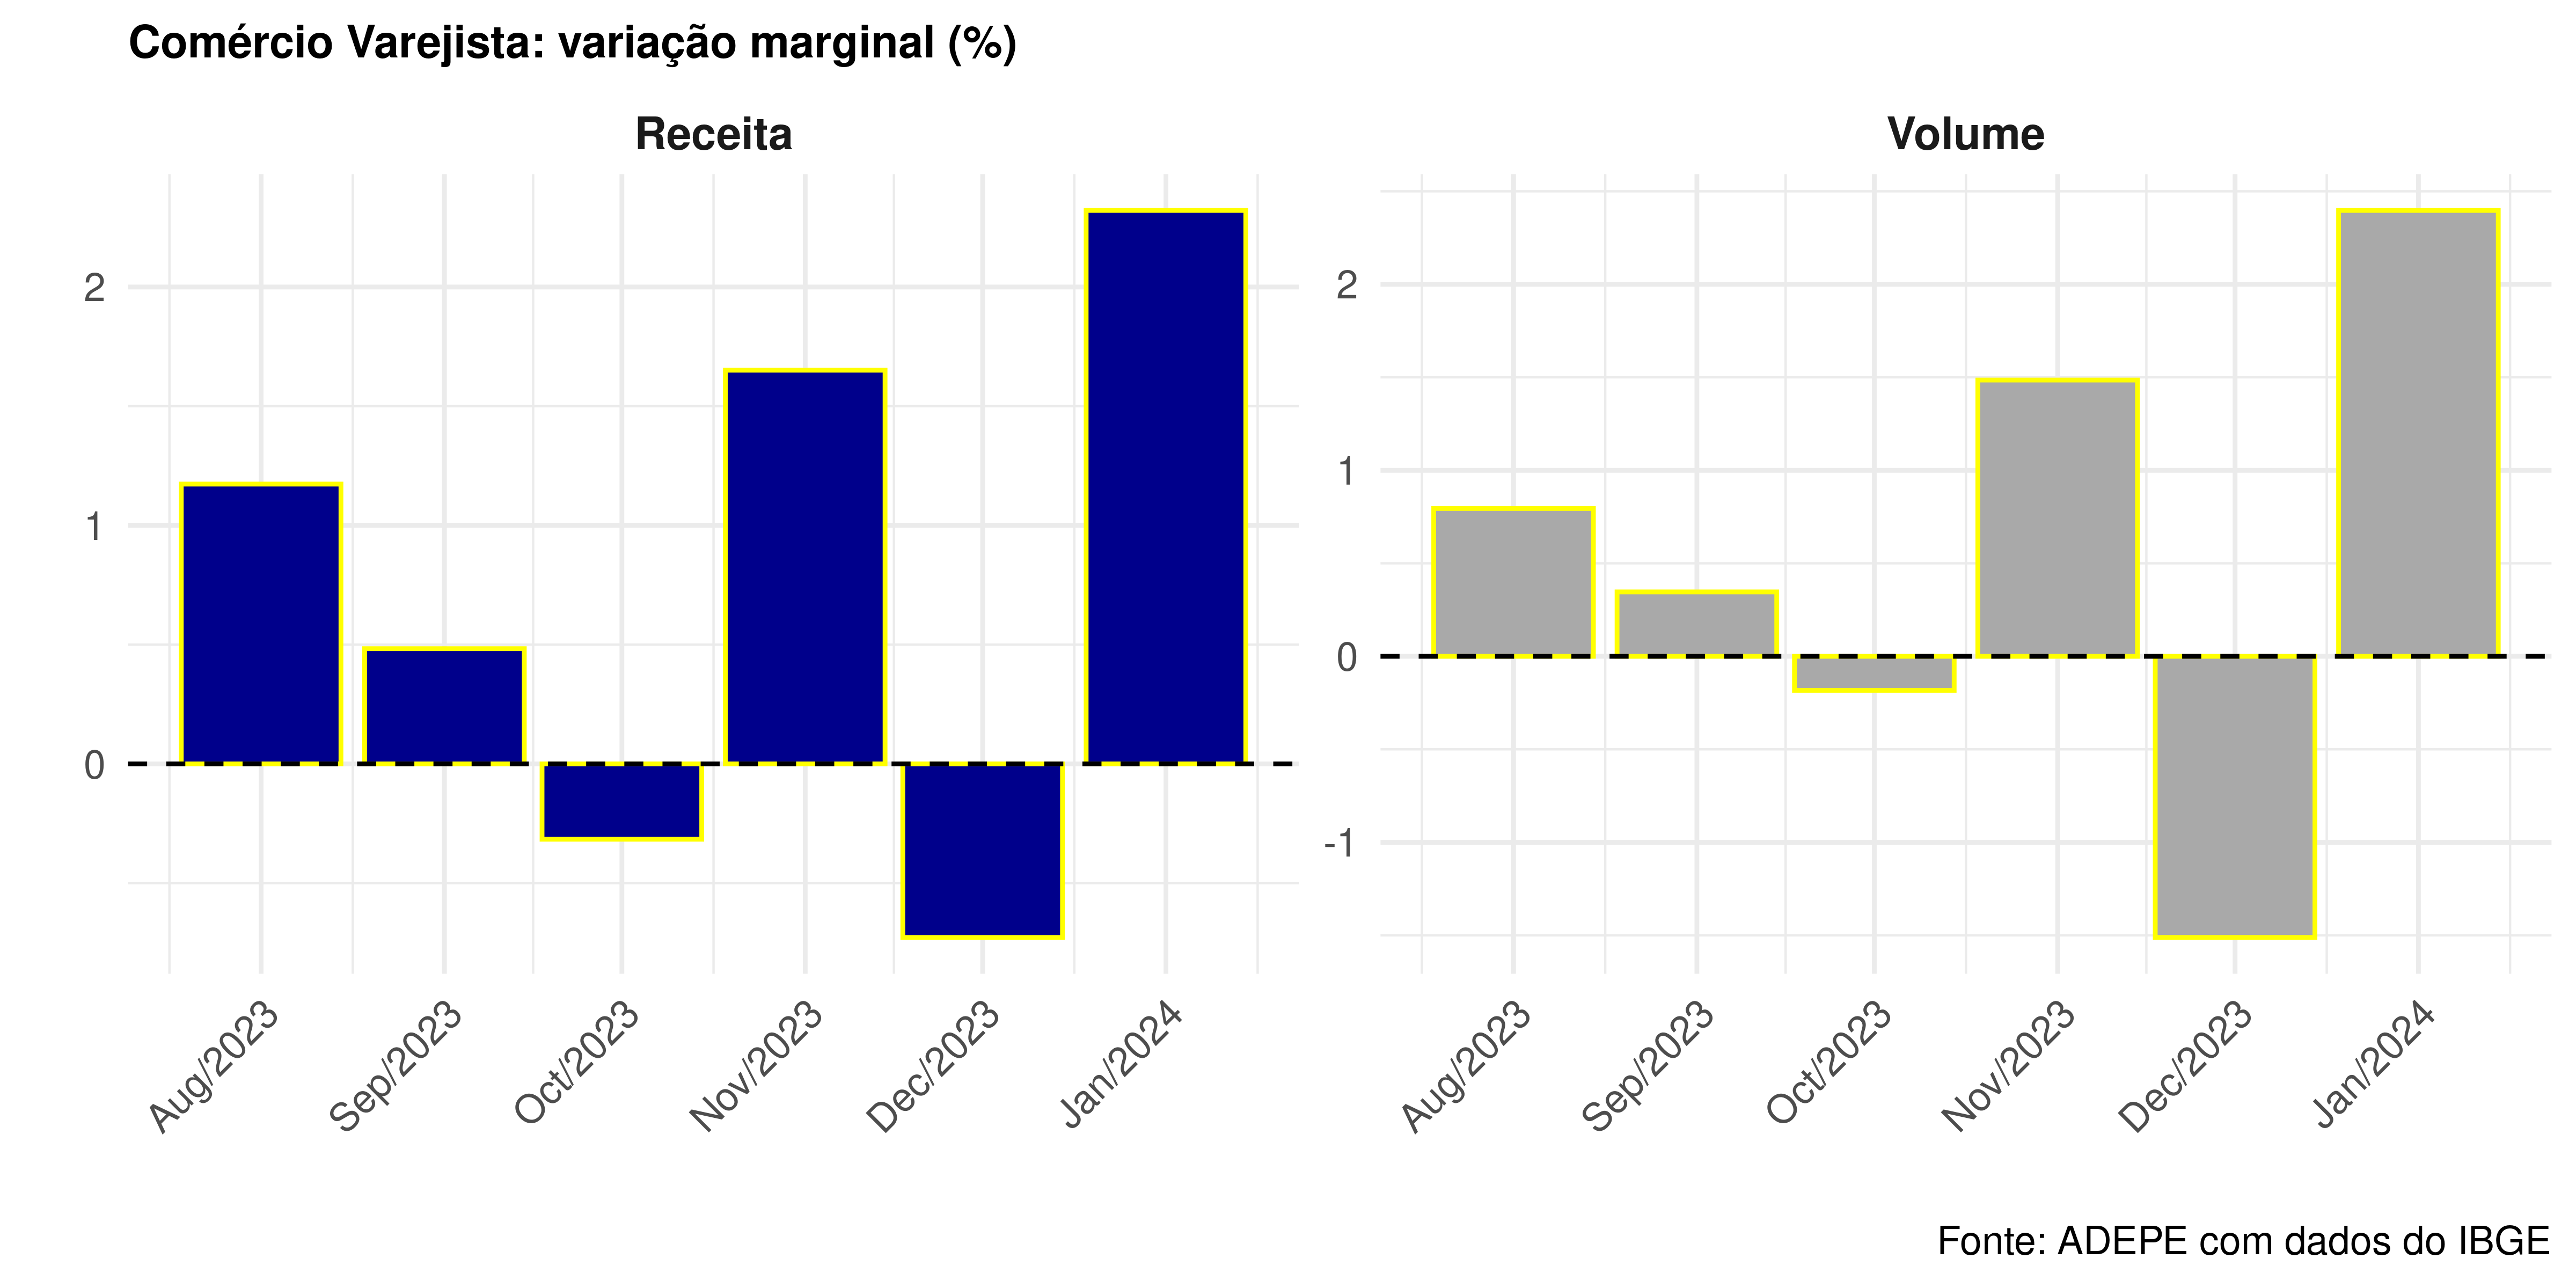 Comércio Varejista: variação marginal (%)
Receita
2
1
0
Aug/2023
Sep/2023
Oct/2023
Nov/2023
Dec/2023
Jan/2024
Volume
2
1
0
-1
Aug/2023
Sep/2023
Oct/2023
Nov/2023
Dec/2023
Jan/2024
Fonte: ADEPE com dados do IBGE